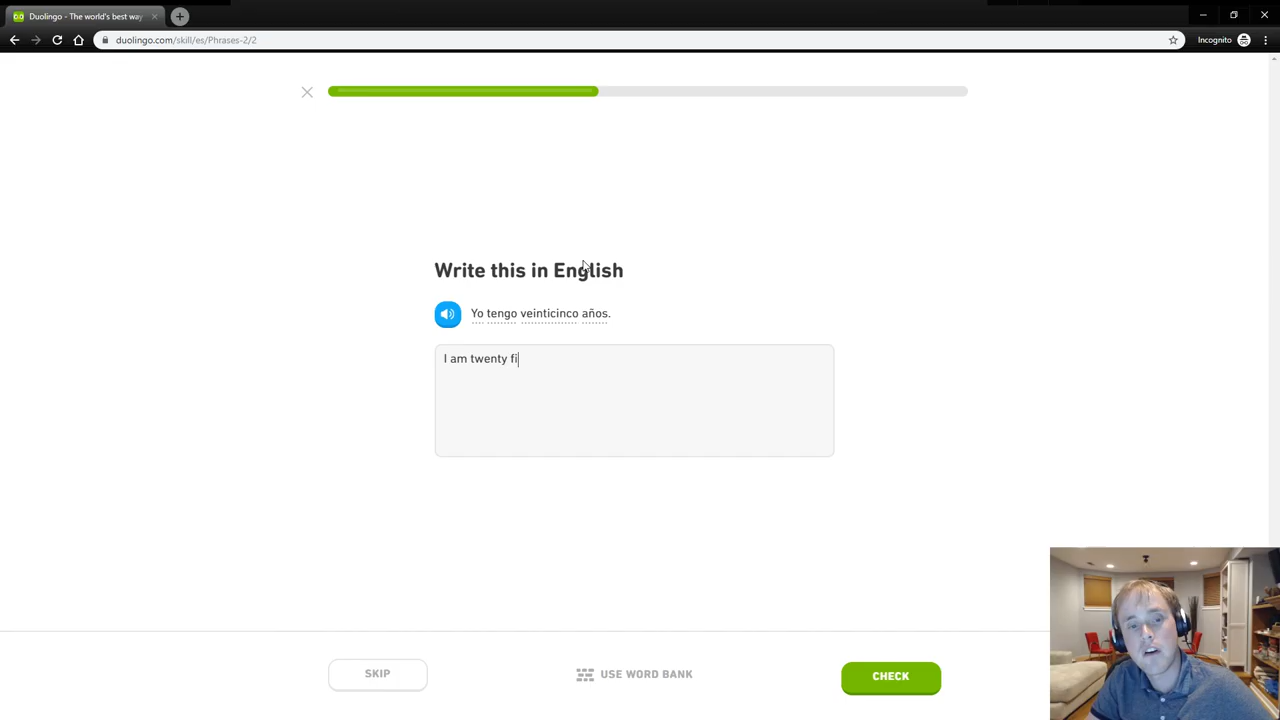 Duolingo - The world's best way
duolingo.com/skill/es/Phrases-2/2
Incognito
Write this in English
Yo tengo veinticinco años.
I am twenty fi
SKIP
USE WORD BANK
CHECK